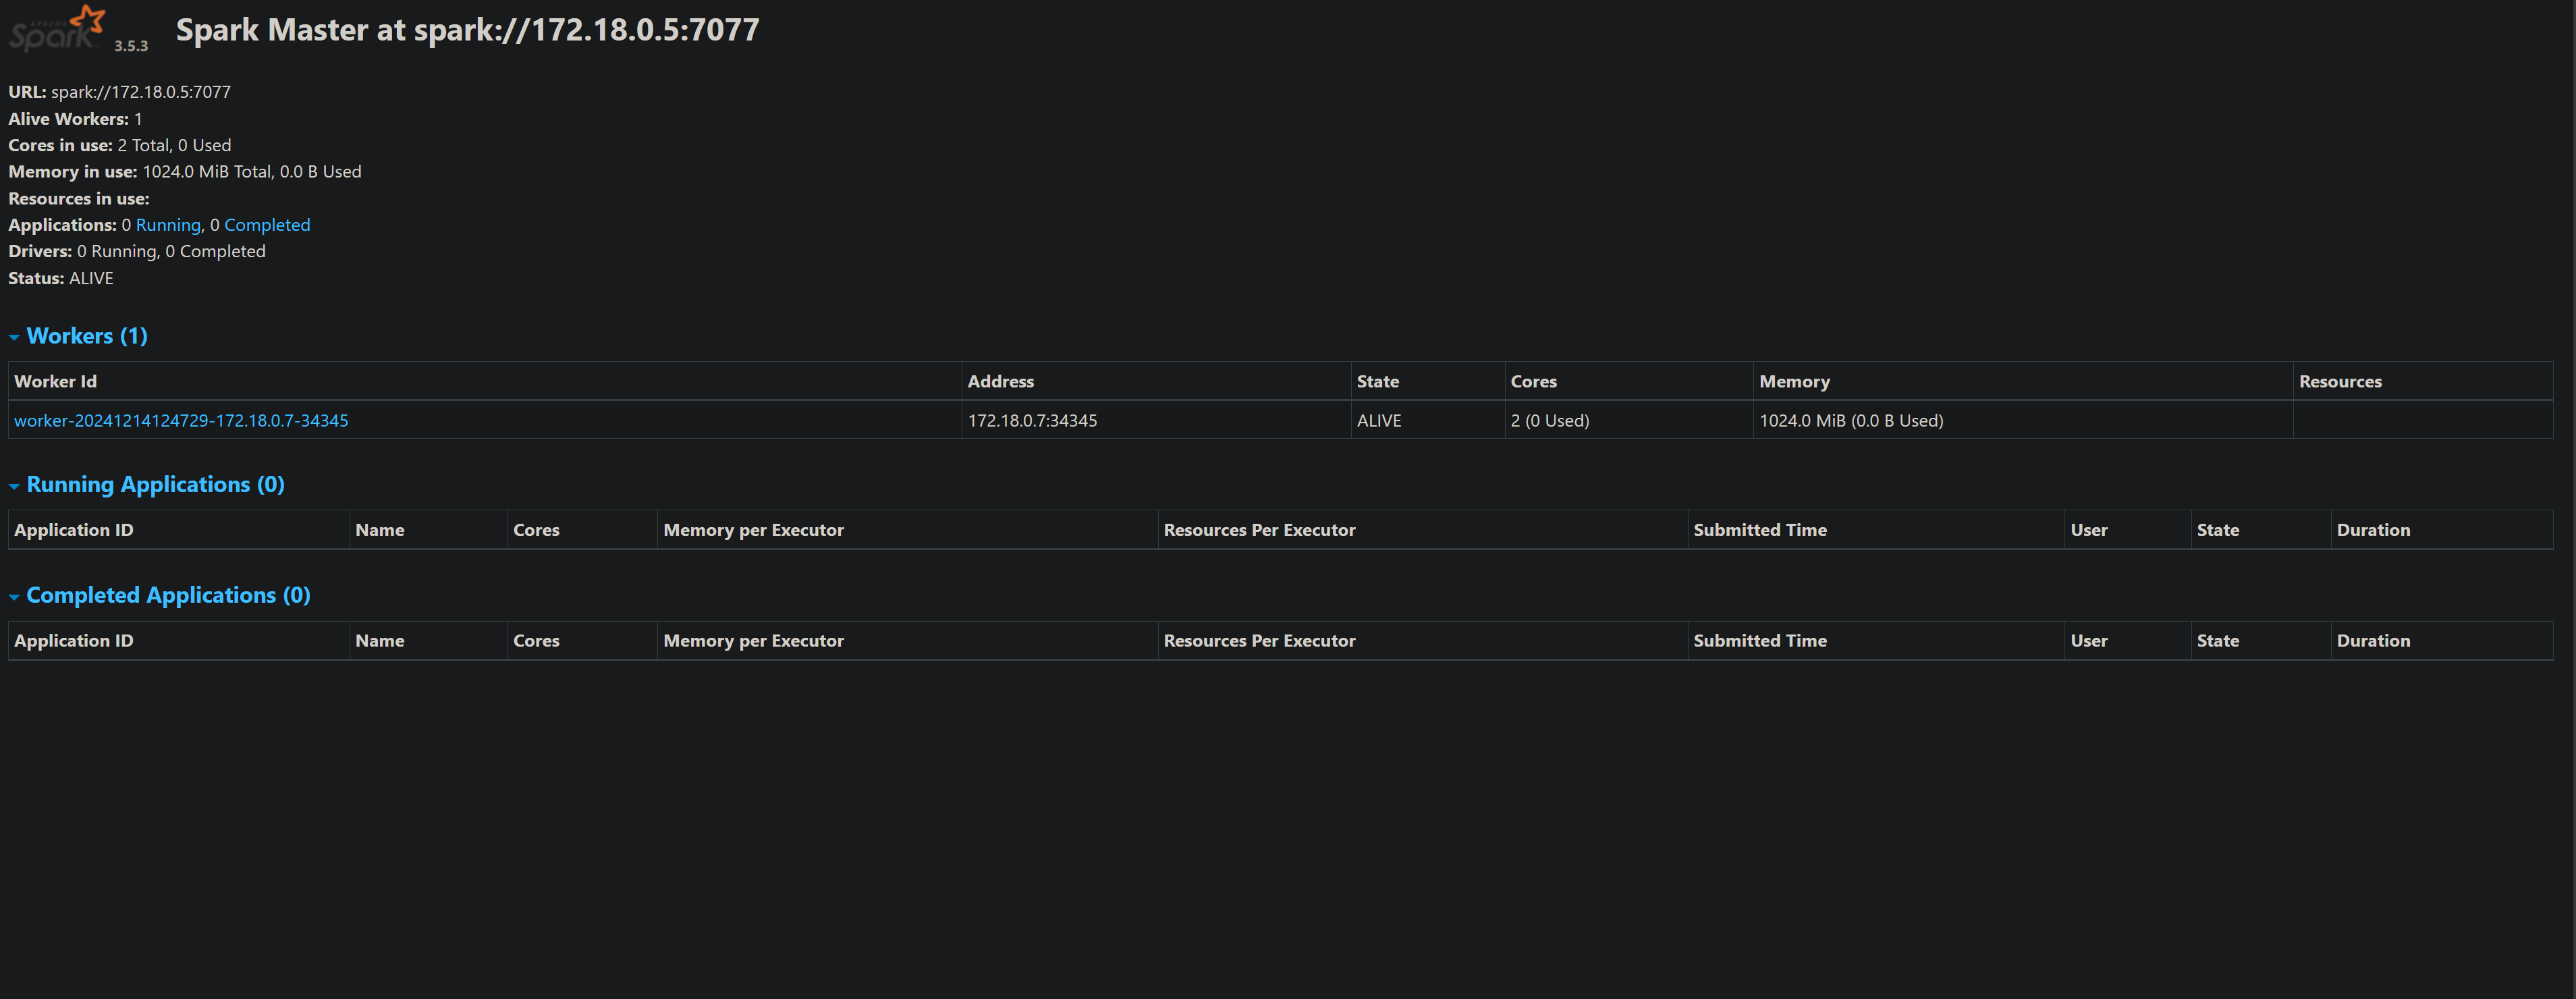 APACHE
Spark 3.5.3 Spark Master at spark://172.18.0.5:7077
URL: spark://172.18.0.5:7077
Alive Workers: 1
Cores in use: 2 Total, 0 Used
Memory in use: 1024.0 MiB Total, 0.0 B Used
Resources in use:
Applications: 0 Running, 0 Completed
Drivers: 0 Running, 0 Completed
Status: ALIVE
Workers (1)
Worker Id Address State Cores Memory Resources
worker-20241214124729-172.18.0.7-34345 172.18.0.7:34345 ALIVE 2 (0 Used) 1024.0 MiB (0.0 B Used)
Running Applications (0)
Application ID Name Cores Memory per Executor Resources Per Executor Submitted Time User State Duration
Completed Applications (0)
Application ID Name Cores Memory per Executor Resources Per Executor Submitted Time User State Duration